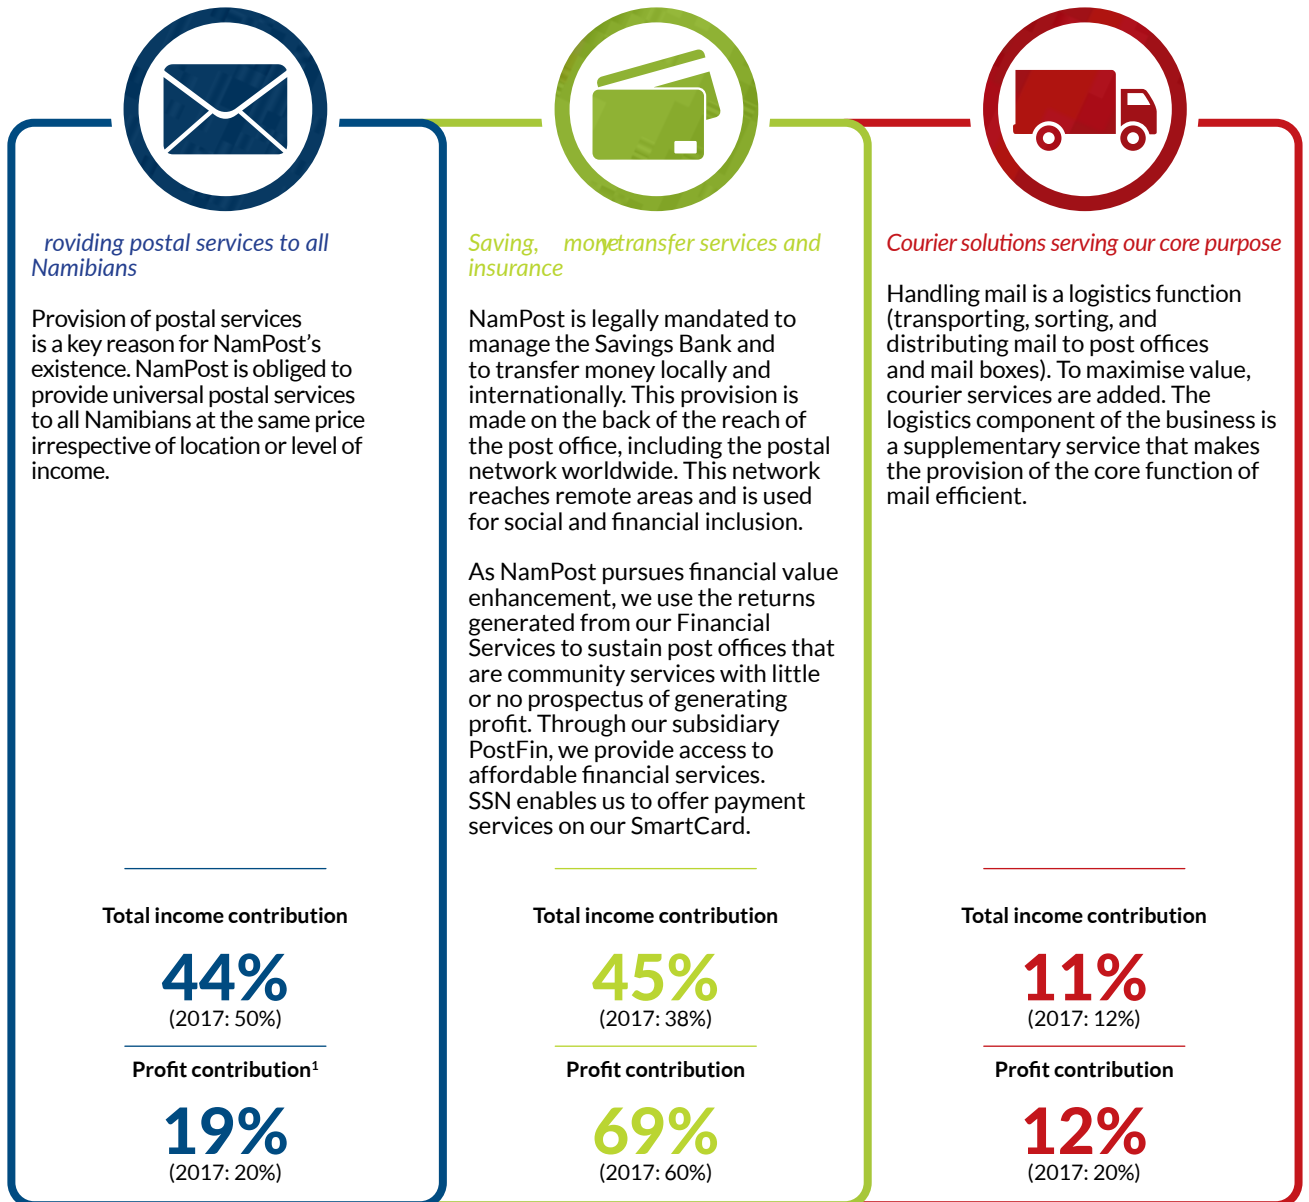 roviding postal services to all
Namibians
Provision of postal services
is a key reason for NamPost’s
existence. NamPost is obliged to
provide universal postal services
to all Namibians at the same price
irrespective of location or level of
income.
Total income contribution
44%
(2017: 50%)
Profit contribution¹
19%
(2017: 20%)
Saving, money transfer services and
insurance
NamPost is legally mandated to
manage the Savings Bank and
to transfer money locally and
internationally. This provision is
made on the back of the reach of
the post office, including the postal
network worldwide. This network
reaches remote areas and is used
for social and financial inclusion.
As NamPost pursues financial value
enhancement, we use the returns
generated from our Financial
Services to sustain post offices that
are community services with little
or no prospectus of generating
profit. Through our subsidiary
PostFin, we provide access to
affordable financial services.
SSN enables us to offer payment
services on our SmartCard.
Total income contribution
45%
(2017: 38%)
Profit contribution
69%
(2017: 60%)
Courier solutions serving our core purpose
Handling mail is a logistics function
(transporting, sorting, and
distributing mail to post offices
and mail boxes). To maximise value,
courier services are added. The
logistics component of the business is
a supplementary service that makes
the provision of the core function of
mail efficient.
Total income contribution
11%
(2017: 12%)
Profit contribution
12%
(2017: 20%)